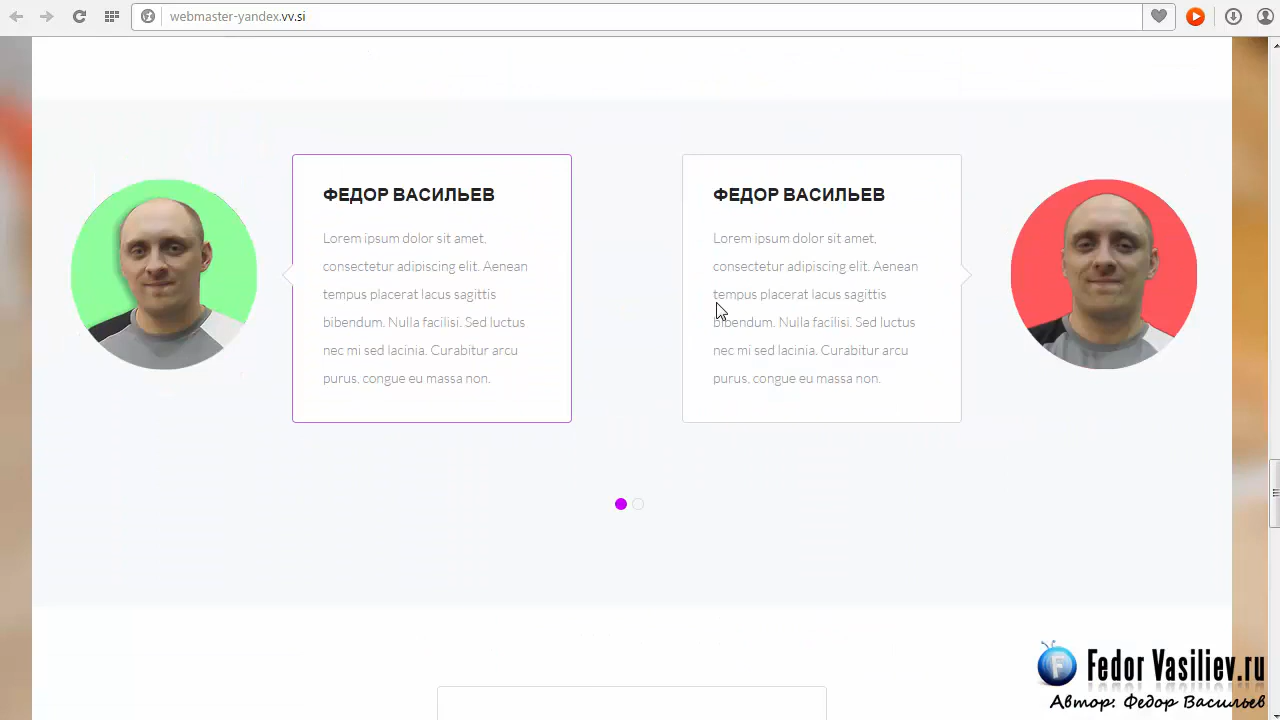 webmaster-yandex.vv.si
ФЕДОР ВАСИЛЬЕВ
Lorem ipsum dolor sit amet,
consectetur adipiscing elit. Aenean
tempus placerat lacus sagittis
bibendum. Nulla facilisi. Sed luctus
nec mi sed lacinia. Curabitur arcu
purus, congue eu massa non.
ФЕДОР ВАСИЛЬЕВ
Lorem ipsum dolor sit amet,
consectetur adipiscing elit. Aenean
tempus placerat lacus sagittis
bibendum. Nulla facilisi. Sed luctus
nec mi sed lacinia. Curabitur arcu
purus, congue eu massa non.
Fedor Vasiliev.ru
Автор: Федор Васильев